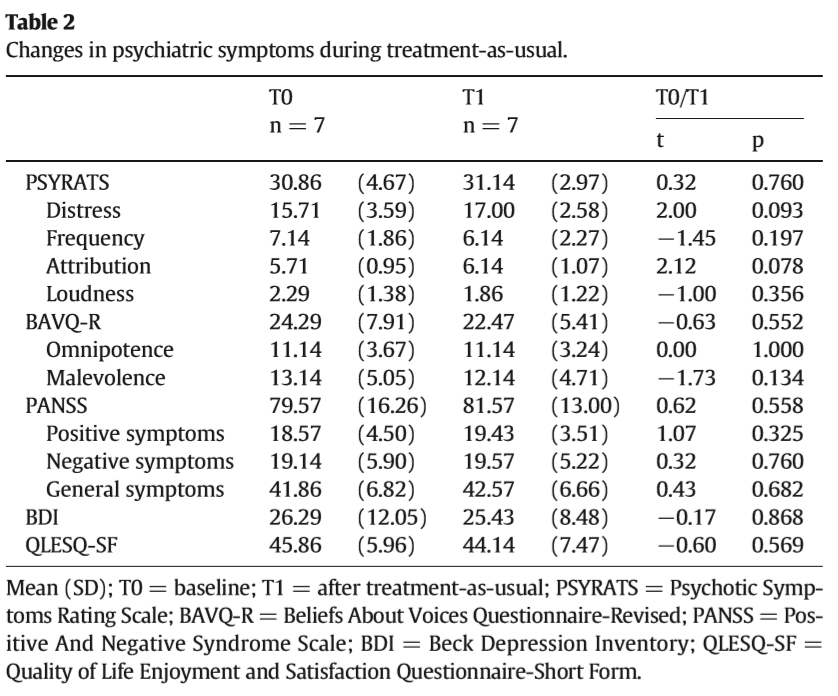 Table 2
Changes in psychiatric symptoms during treatment-as-usual.
T0 T1 T0/T1
n = 7 n = 7
t p
PSYRATS 30.86 (4.67) 31.14 (2.97) 0.32 0.760
Distress 15.71 (3.59) 17.00 (2.58) 2.00 0.093
Frequency 7.14 (1.86) 6.14 (2.27) −1.45 0.197
Attribution 5.71 (0.95) 6.14 (1.07) 2.12 0.078
Loudness 2.29 (1.38) 1.86 (1.22) −1.00 0.356
BAVQ-R 24.29 (7.91) 22.47 (5.41) −0.63 0.552
Omnipotence 11.14 (3.67) 11.14 (3.24) 0.00 1.000
Malevolence 13.14 (5.05) 12.14 (4.71) −1.73 0.134
PANSS 79.57 (16.26) 81.57 (13.00) 0.62 0.558
Positive symptoms 18.57 (4.50) 19.43 (3.51) 1.07 0.325
Negative symptoms 19.14 (5.90) 19.57 (5.22) 0.32 0.760
General symptoms 41.86 (6.82) 42.57 (6.66) 0.43 0.682
BDI 26.29 (12.05) 25.43 (8.48) −0.17 0.868
QLESQ-SF 45.86 (5.96) 44.14 (7.47) −0.60 0.569
Mean (SD); T0 = baseline; T1 = after treatment-as-usual; PSYRATS = Psychotic Symp-
toms Rating Scale; BAVQ-R = Beliefs About Voices Questionnaire-Revised; PANSS = Pos-
itive And Negative Syndrome Scale; BDI = Beck Depression Inventory; QLESQ-SF =
Quality of Life Enjoyment and Satisfaction Questionnaire-Short Form.